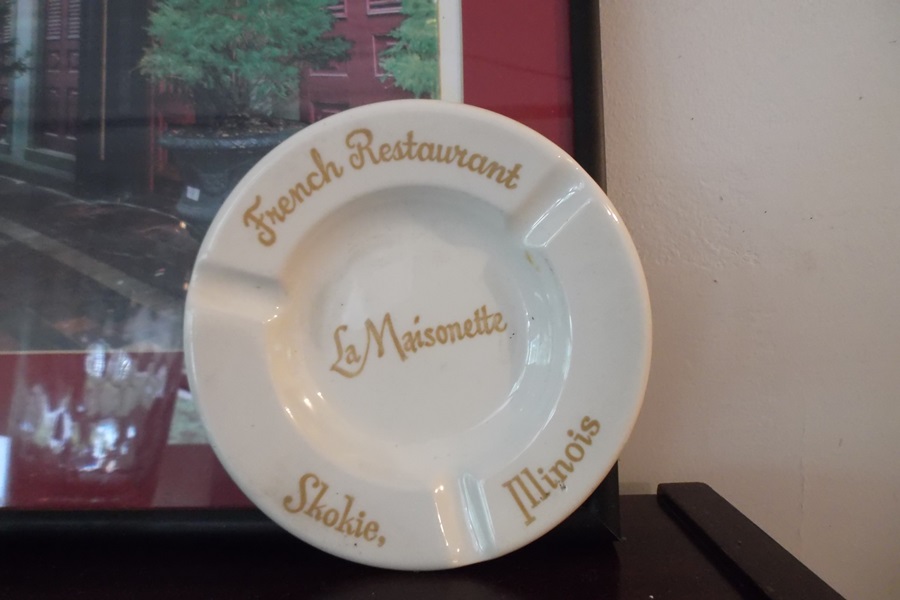 French Restaurant
La Maisonette
Skokie,
Illinois